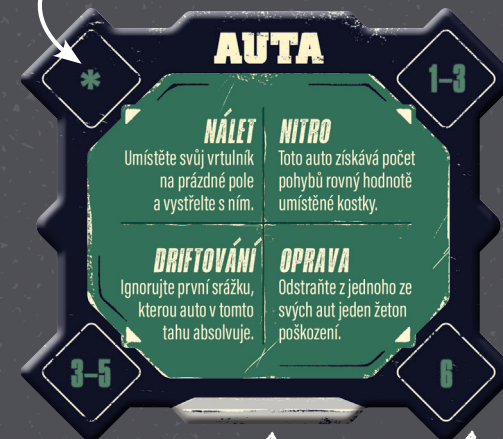 AUTA
*
1–3
NÁLET
Umístěte svůj vrtulník
na prázdné pole
a vystřelte s ním.
NITRO
Toto auto získává počet
pohybů rovný hodnotě
umístěné kostky.
DRIFTOVÁNÍ
Ignorujte první srážku,
kterou auto v tomto
tahu absolvuje.
OPRAVA
Odstraňte z jednoho ze
svých aut jeden žeton
poškození.
3–5
6